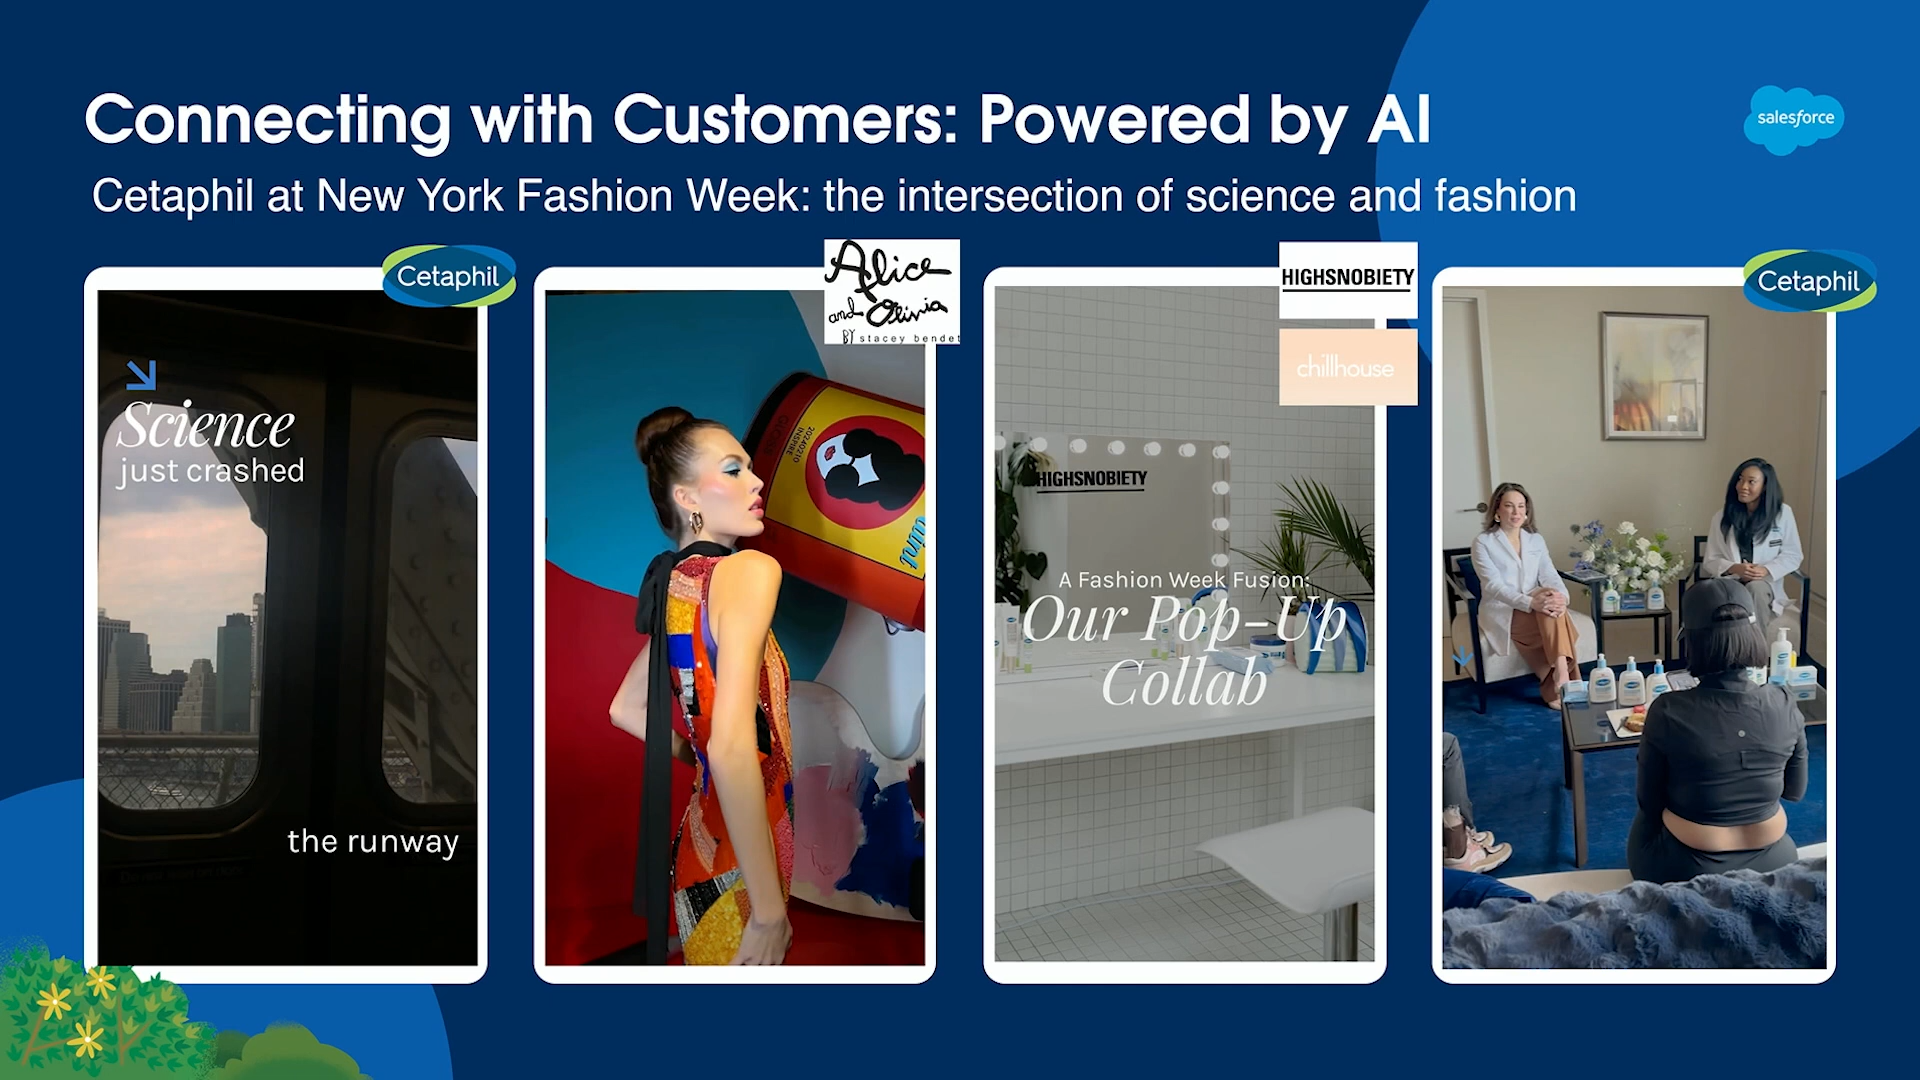 Connecting with Customers: Powered by AI
salesforce
Cetaphil at New York Fashion Week: the intersection of science and fashion
Cetaphil
Science
just crashed
the runway
Alice
and Olivia
BY stacey bendet
20240210
INSPIRE
HIGHSNOBIETY
chillhouse
HIGHSNOBIETY
A Fashion Week Fusion:
Our Pop-Up
Collab
Cetaphil